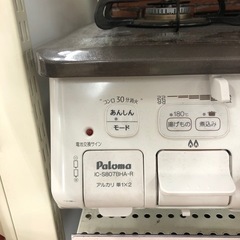 コンロ30分消火
あんしん
モード
●180℃
揚げもの
煮込み
電池交換サイン
Paloma
IC-S807BHA-R
アルカリ 単1×2